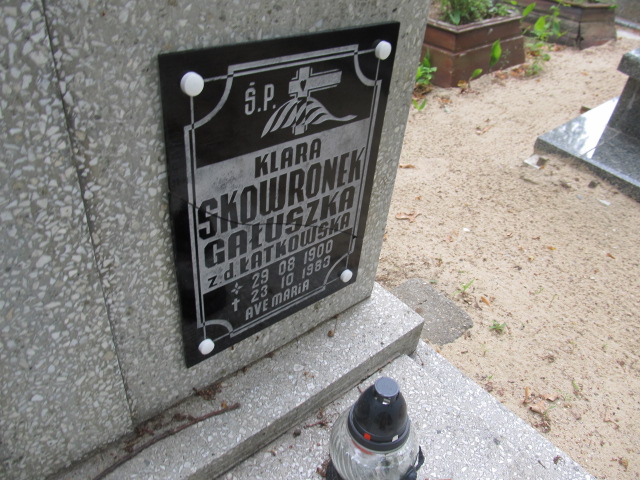 Ś.P.
KLARA
SKOWRONEK
GAŁUSZKA
z.d. ŁATKOWSKA
29 08 1900
23 10 1983
AVE MARIA